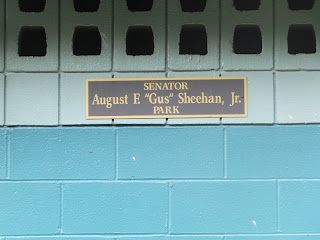 SENATOR
August F. "Gus" Sheehan, Jr.
PARK